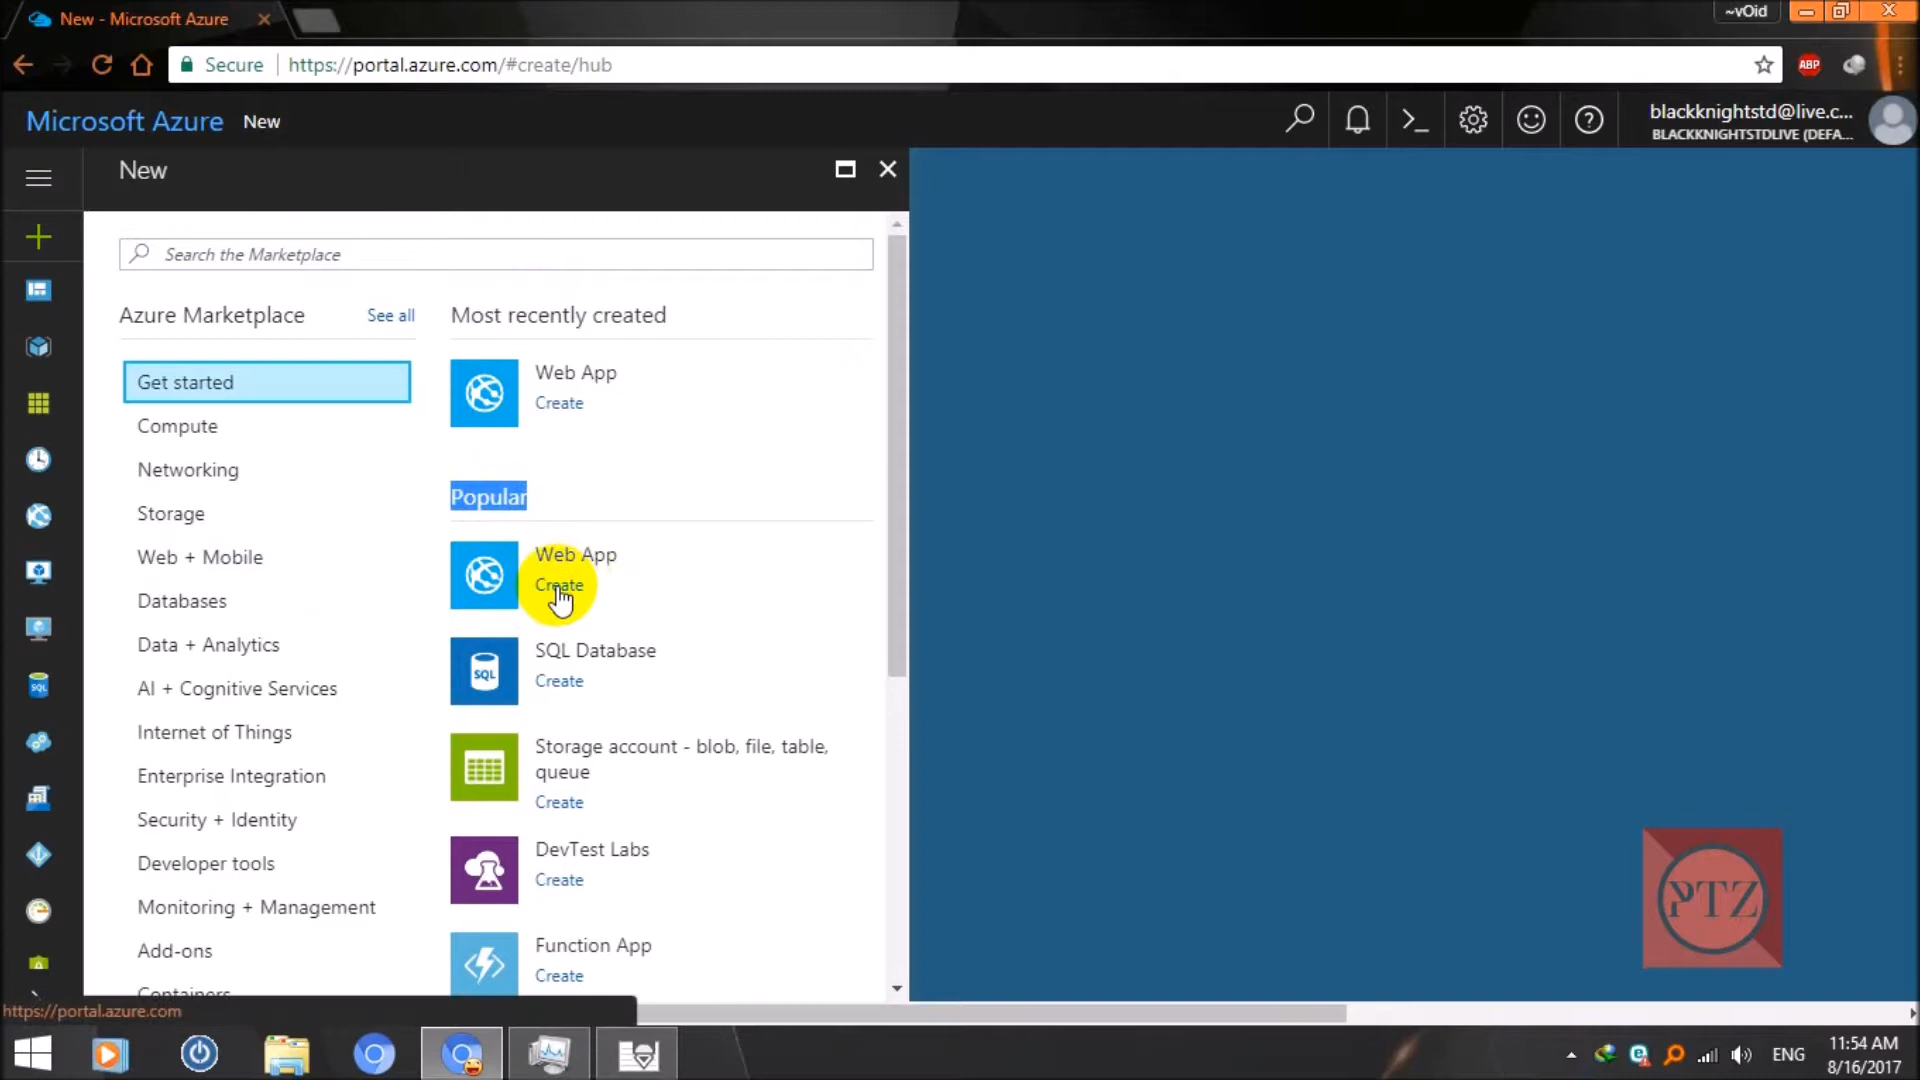 New - Microsoft Azure
~vOid
Secure
https://portal.azure.com/#create/hub
ABP
Microsoft Azure
New
blackknightstd@live.c...
BLACKKNIGHTSTDLIVE (DEFA...
New
Search the Marketplace
Azure Marketplace
See all
Get started
Compute
Networking
Storage
Web + Mobile
Databases
Data + Analytics
AI + Cognitive Services
Internet of Things
Enterprise Integration
Security + Identity
Developer tools
Monitoring + Management
Add-ons
Containers
Most recently created
Web App
Create
Popular
Web App
Create
SQL
SQL Database
Create
Storage account - blob, file, table,
queue
Create
DevTest Labs
Create
Function App
Create
SQL
PTZ
https://portal.azure.com
ENG
11:54 AM
8/16/2017